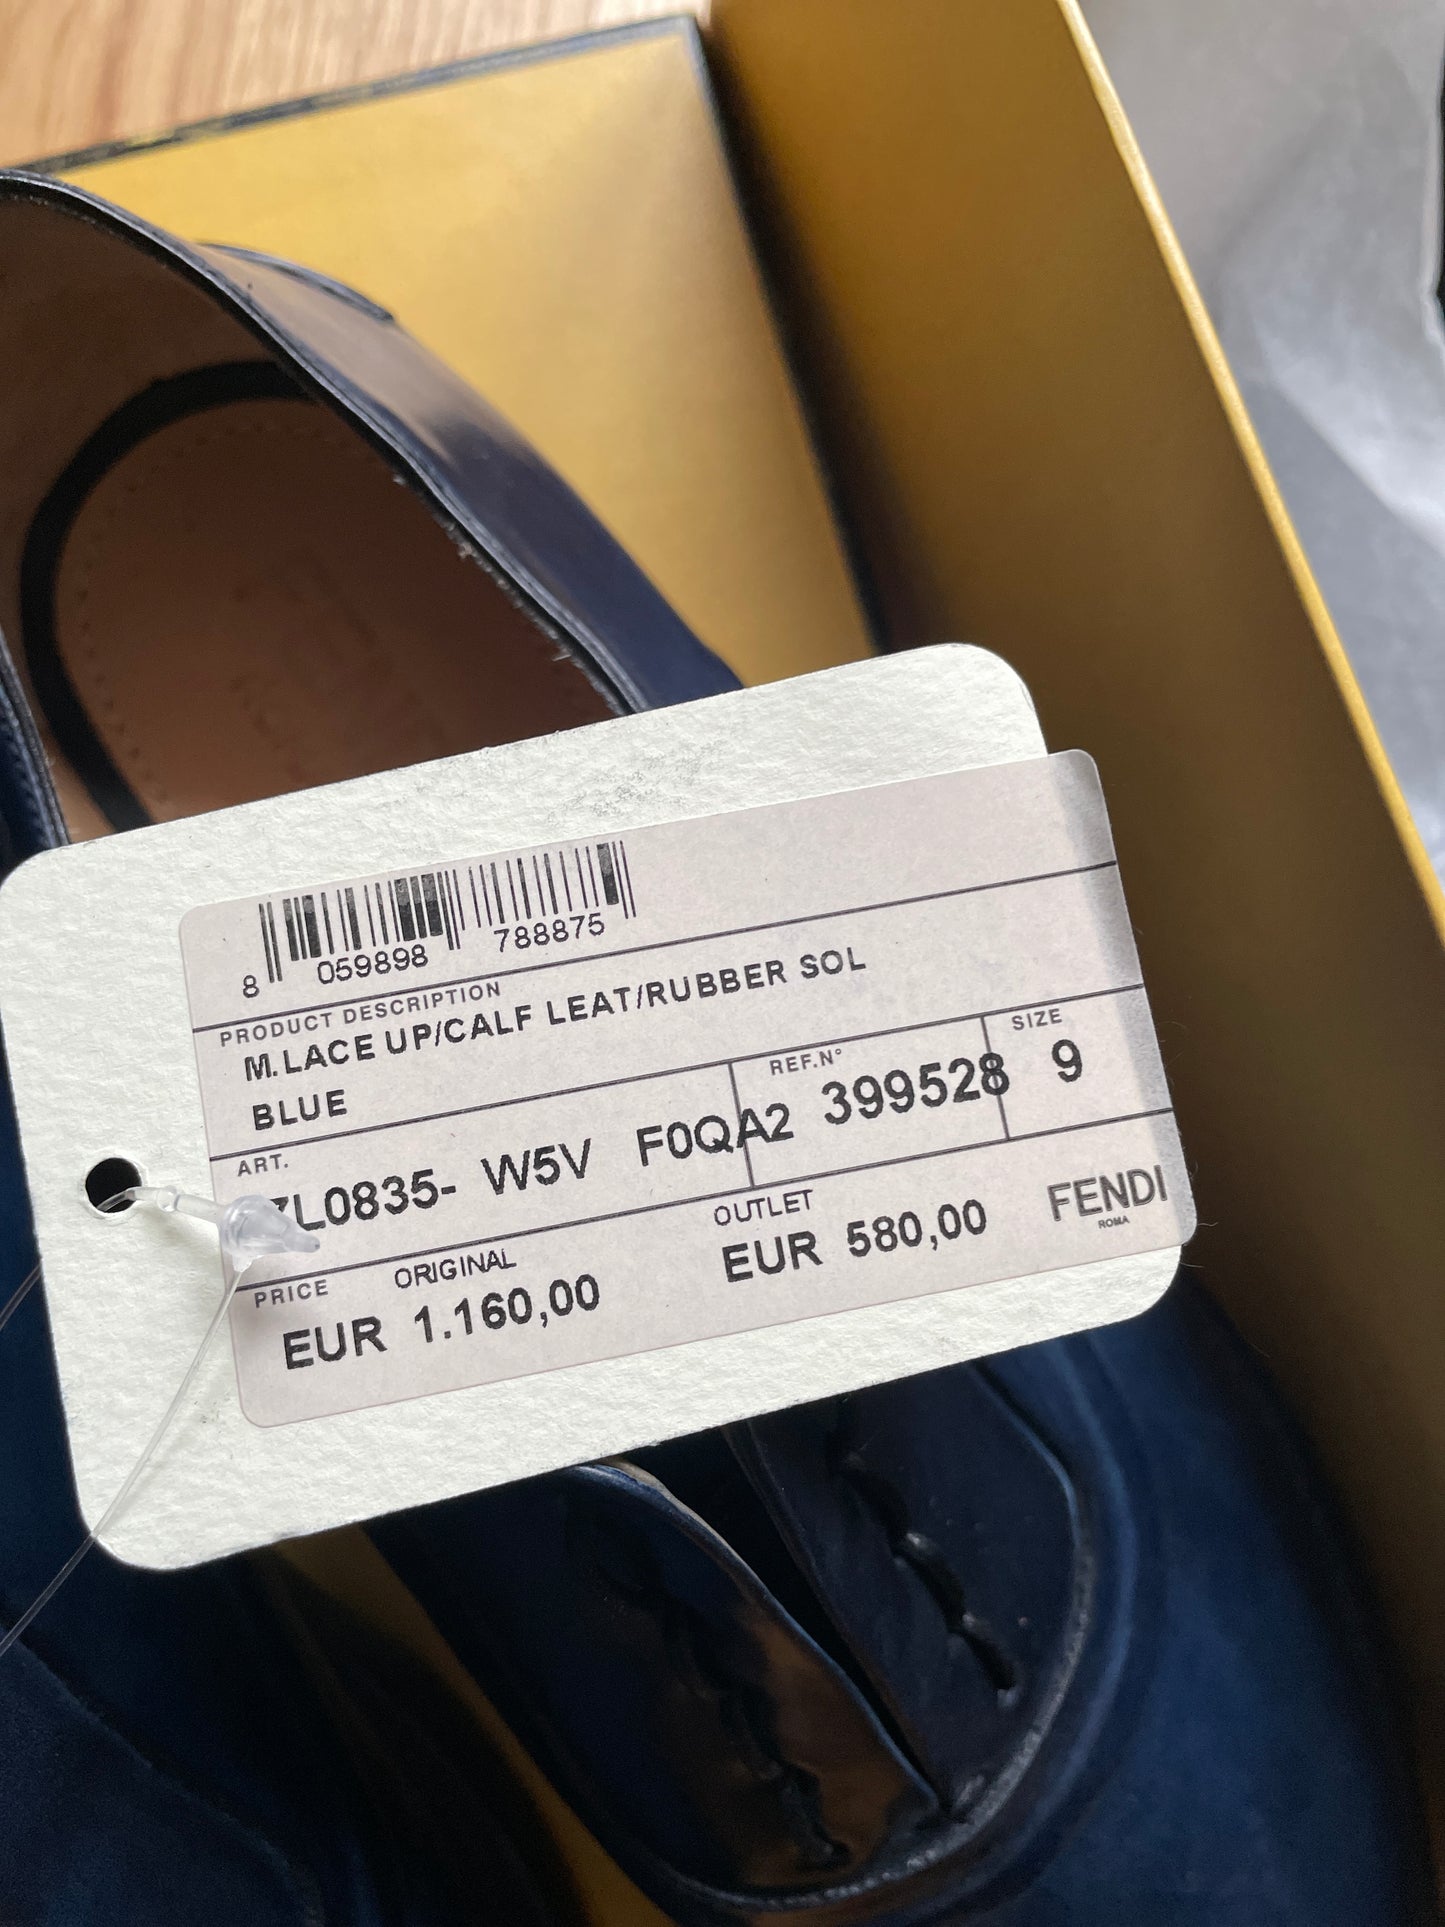 8 059898 788875
PRODUCT DESCRIPTION
M.LACE UP/CALF LEAT/RUBBER SOL
BLUE
ART.
L0835- W5V F0QA2
REF.N°
399528
SIZE
9
PRICE
ORIGINAL
EUR 1.160,00
OUTLET
EUR 580,00
FENDI
ROMA